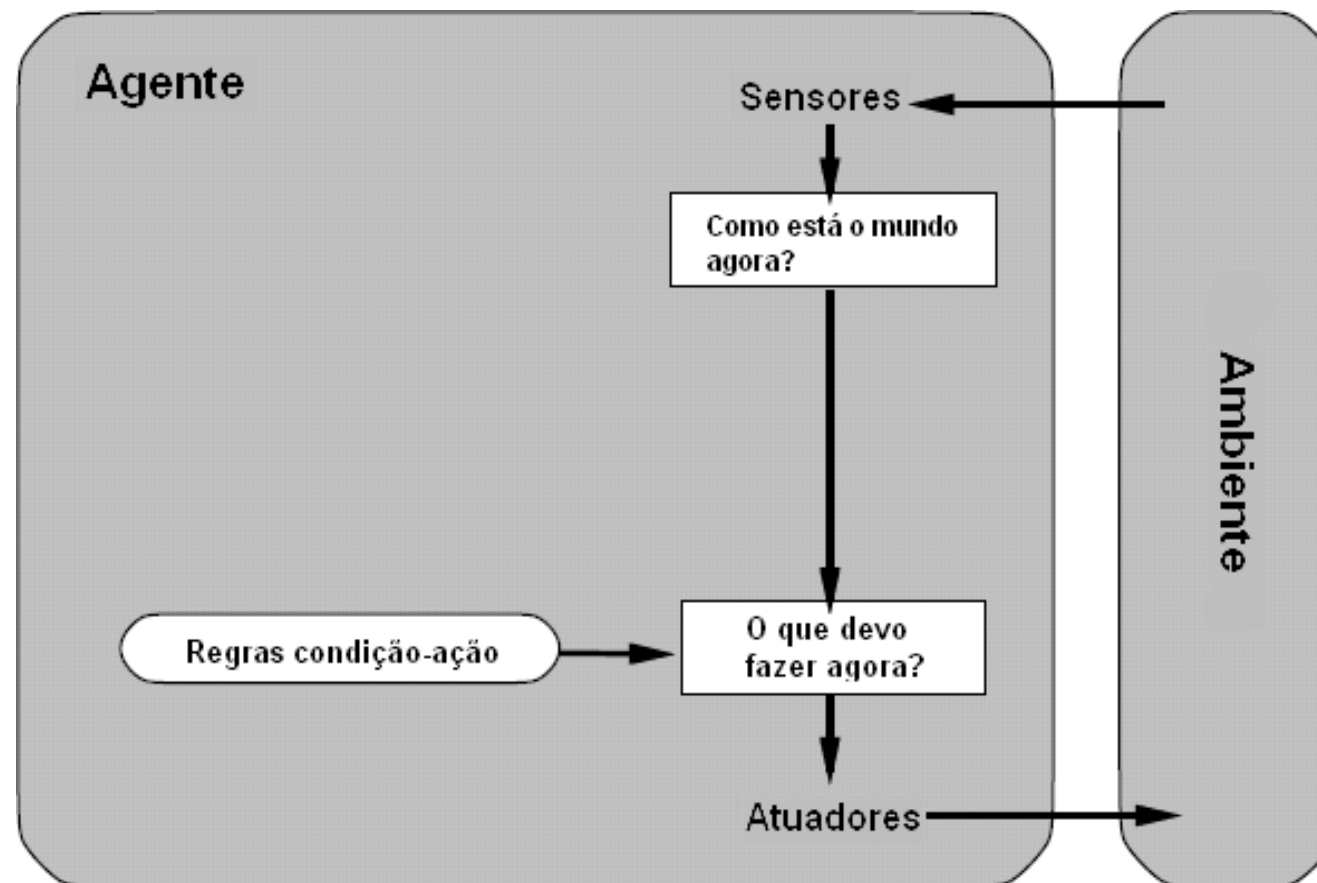 Agente
Sensores
Como está o mundo
agora?
Ambiente
Regras condição-ação
O que devo
fazer agora?
Atuadores